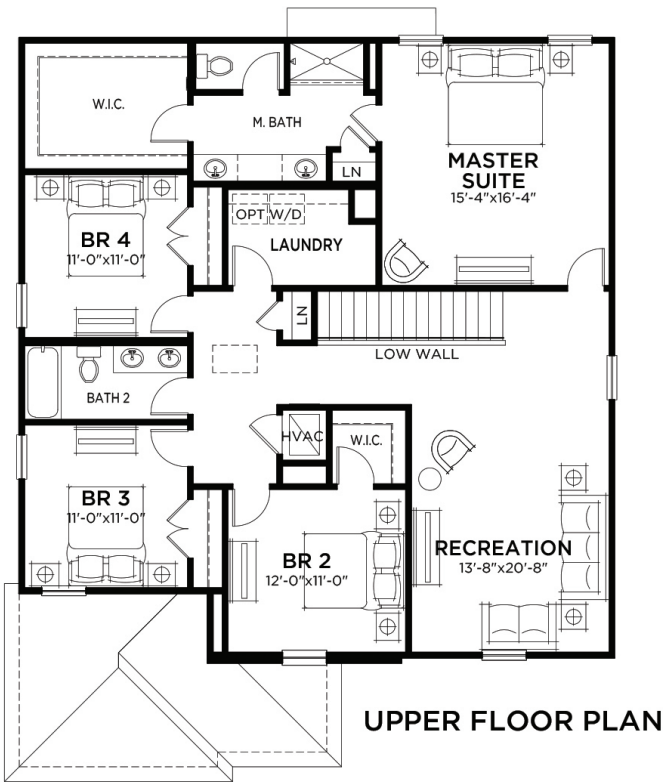 W.I.C.
M. BATH
LN
MASTER
SUITE
15'-4"x16'-4"
OPT W/D
LAUNDRY
BR 4
11'-0"x11'-0"
LN
LOW WALL
BATH 2
HVAC
W.I.C.
BR 3
11'-0"x11'-0"
BR 2
12'-0"x11'-0"
RECREATION
13'-8"x20'-8"
UPPER FLOOR PLAN